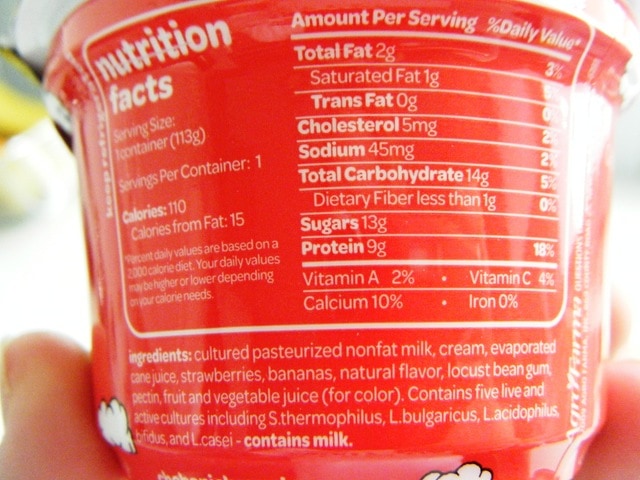 nutrition
facts
Serving Size:
1 container (113g)
Servings Per Container: 1
Calories: 110
Calories from Fat: 15
*Percent daily values are based on a
2,000 calorie diet. Your daily values
may be higher or lower depending
on your calorie needs.
Amount Per Serving %Daily Value*
Total Fat 2g 3%
Saturated Fat 1g
Trans Fat 0g
Cholesterol 5mg
Sodium 45mg 2%
Total Carbohydrate 14g 5%
Dietary Fiber less than 1g 0%
Sugars 13g
Protein 9g 18%
Vitamin A 2% • Vitamin C 4%
Calcium 10% • Iron 0%
ingredients: cultured pasteurized nonfat milk, cream, evaporated
cane juice, strawberries, bananas, natural flavor, locust bean gum,
pectin, fruit and vegetable juice (for color). Contains five live and
active cultures including S.thermophilus, L.bulgaricus, L.acidophilus,
bifidus, and L.casei - contains milk.
keep